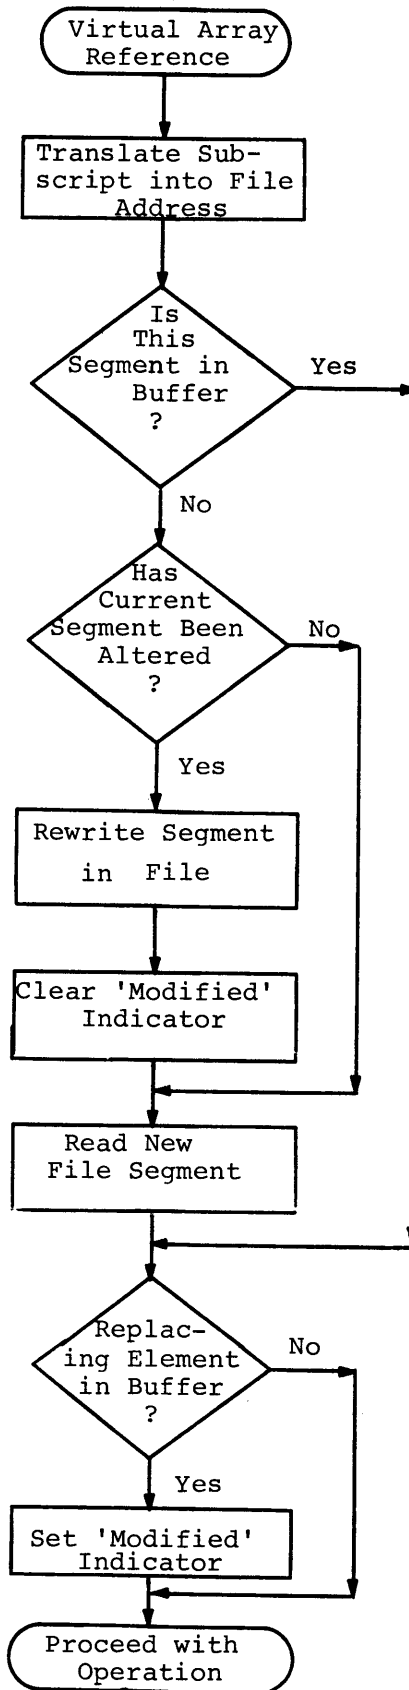 Virtual Array
Reference
Translate Sub-
script into File
Address
Is
This
Segment in
Buffer
?
Yes
No
Has
Current
Segment Been
Altered
?
No
Yes
Rewrite Segment
in File
Clear 'Modified'
Indicator
Read New
File Segment
Replac-
ing Element
in Buffer
?
No
Yes
Set 'Modified'
Indicator
Proceed with
Operation